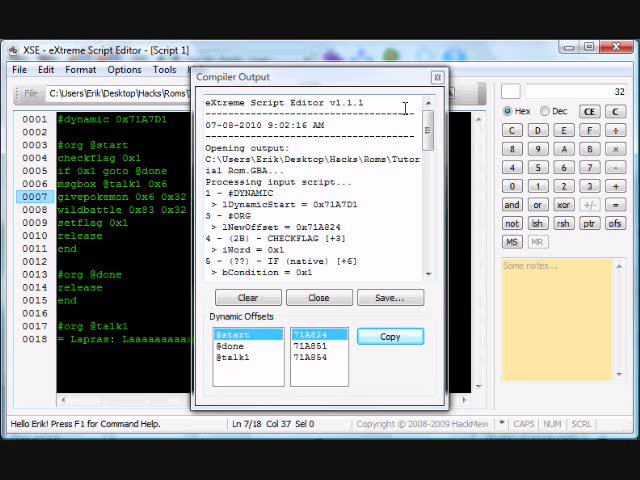 XSE - eXtreme Script Editor - [Script 1]
File Edit Format Options Tools
File C:\Users\Erik\Desktop\Hacks\Roms\
0001 #dynamic 0x71A7D1
0002
0003 #org @start
0004 checkflag 0x1
0005 if 0x1 goto @done
0006 msgbox @talk1 0x6
0007 givepokemon 0x6 0x32
0008 wildbattle 0x83 0x32
0009 setflag 0x1
0010 release
0011 end
0012
0013 #org @done
0014 release
0015 end
0016
0017 #org @talk1
0018 = Lapras: Laaaaaaaaa
Compiler Output
eXtreme Script Editor v1.1.1
-----------------------------------
07-08-2010 9:02:16 AM
-----------------------------------
Opening output:
C:\Users\Erik\Desktop\Hacks\Roms\Tutor
ial Rom.GBA...
Processing input script...
1 - #DYNAMIC
> lDynamicStart = 0x71A7D1
3 - #ORG
> lNewOffset = 0x71A824
4 - (2B) - CHECKFLAG [+3]
> iWord = 0x1
5 - (??) - IF (native) [+6]
> bCondition = 0x1
Clear Close Save...
Dynamic Offsets
@start 71A824
@done 71A851
@talk1 71A854
Copy
32
Hex Dec CE C
C D E F
8 9 A B
4 5 6 7
0 1 2 3
and or xor +/- =
not lsh rsh ptr ofs
MS MR
Some notes...
Hello Erik! Press F1 for Command Help. Ln 7/18 Col 37 Sel 0 Copyright © 2008-2009 HackMew * CAPS NUM SCRL